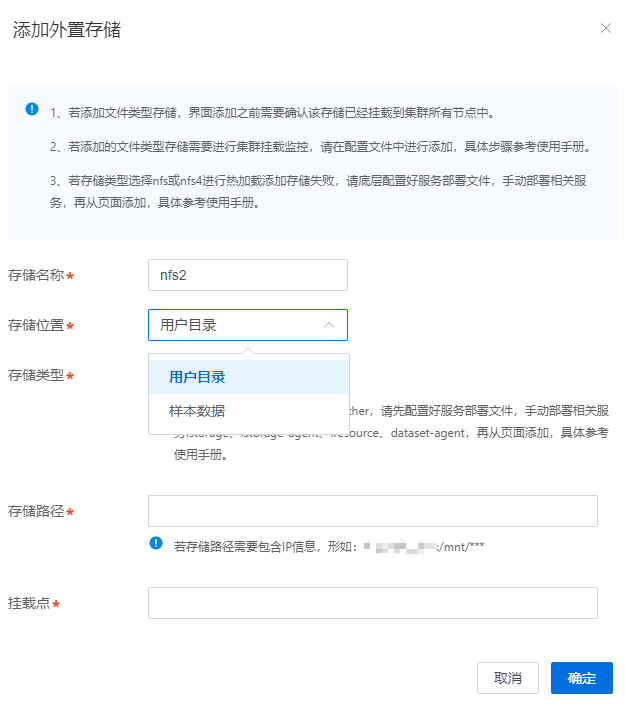 添加外置存储
1、若添加文件类型存储，界面添加之前需要确认该存储已经挂载到集群所有节点中。
2、若添加的文件类型存储需要进行集群挂载监控，请在配置文件中进行添加，具体步骤参考使用手册。
3、若存储类型选择nfs或nfs4进行热加载添加存储失败，请底层配置好服务部署文件，手动部署相关服
务，再从页面添加，具体参考使用手册。
存储名称*
nfs2
存储位置*
用户目录
存储类型*
用户目录
样本数据
ther，请先配置好服务部署文件，手动部署相关服
dataset-agent，再从页面添加，具体参考
使用手册。
存储路径*
若存储路径需要包含IP信息，形如：
:/mnt/***
挂载点*
取消
确定